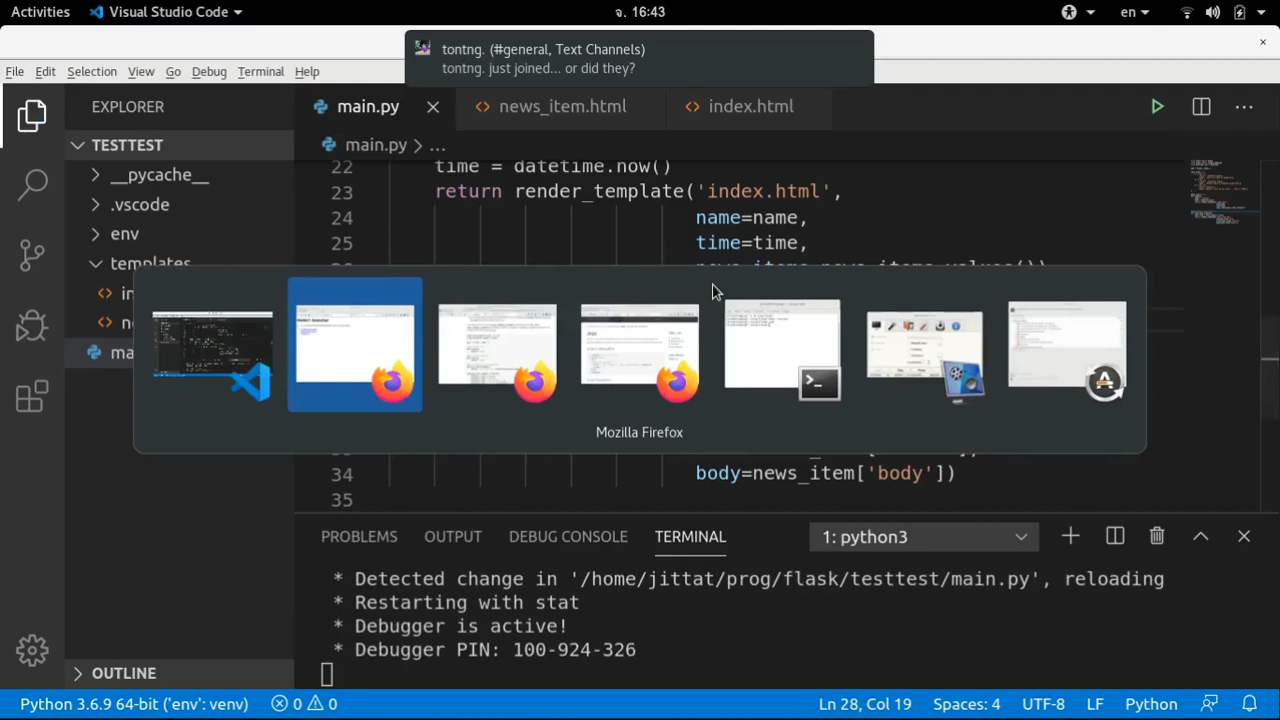 Activities Visual Studio Code จ. 16:43 en
tontng. (#general, Text Channels)
tontng. just joined... or did they?
File Edit Selection View Go Debug Terminal Help
EXPLORER main.py news_item.html index.html
TESTTEST main.py > ...
__pycache__
.vscode
env
templates
22 time = datetime.now()
23 return render_template('index.html',
24 name=name,
25 time=time,
Mozilla Firefox
34 body=news_item['body'])
35
PROBLEMS OUTPUT DEBUG CONSOLE TERMINAL 1: python3
* Detected change in '/home/jittat/prog/flask/testtest/main.py', reloading
* Restarting with stat
* Debugger is active!
* Debugger PIN: 100-924-326
OUTLINE
Python 3.6.9 64-bit ('env': venv) 0 0 Ln 28, Col 19 Spaces: 4 UTF-8 LF Python